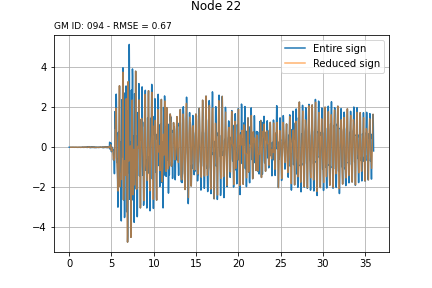 Node 22
GM ID: 094 - RMSE = 0.67
Entire sign
Reduced sign
4
2
0
−2
−4
0 5 10 15 20 25 30 35